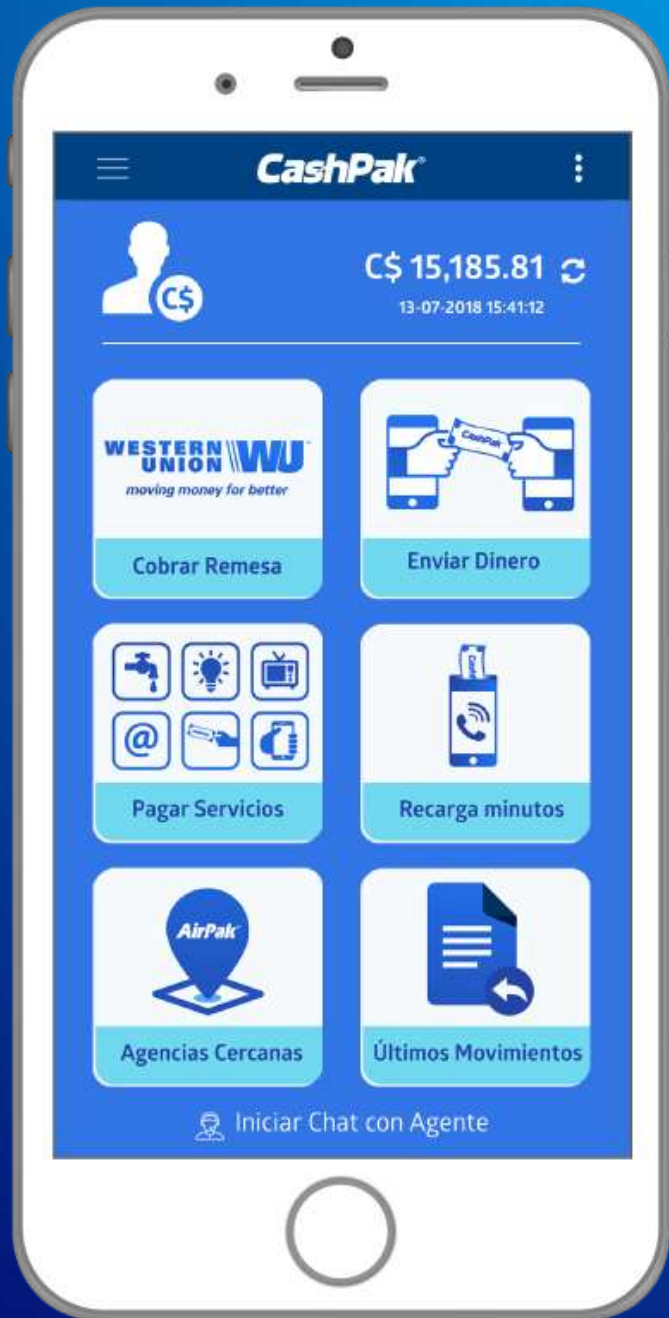 CashPak®
C$ 15,185.81
C$
13-07-2018 15:41:12
WESTERN
UNION WU
moving money for better
Cobrar Remesa
CashPak
Enviar Dinero
@
Pagar Servicios
Recarga minutos
AirPak
Agencias Cercanas
Últimos Movimientos
Iniciar Chat con Agente